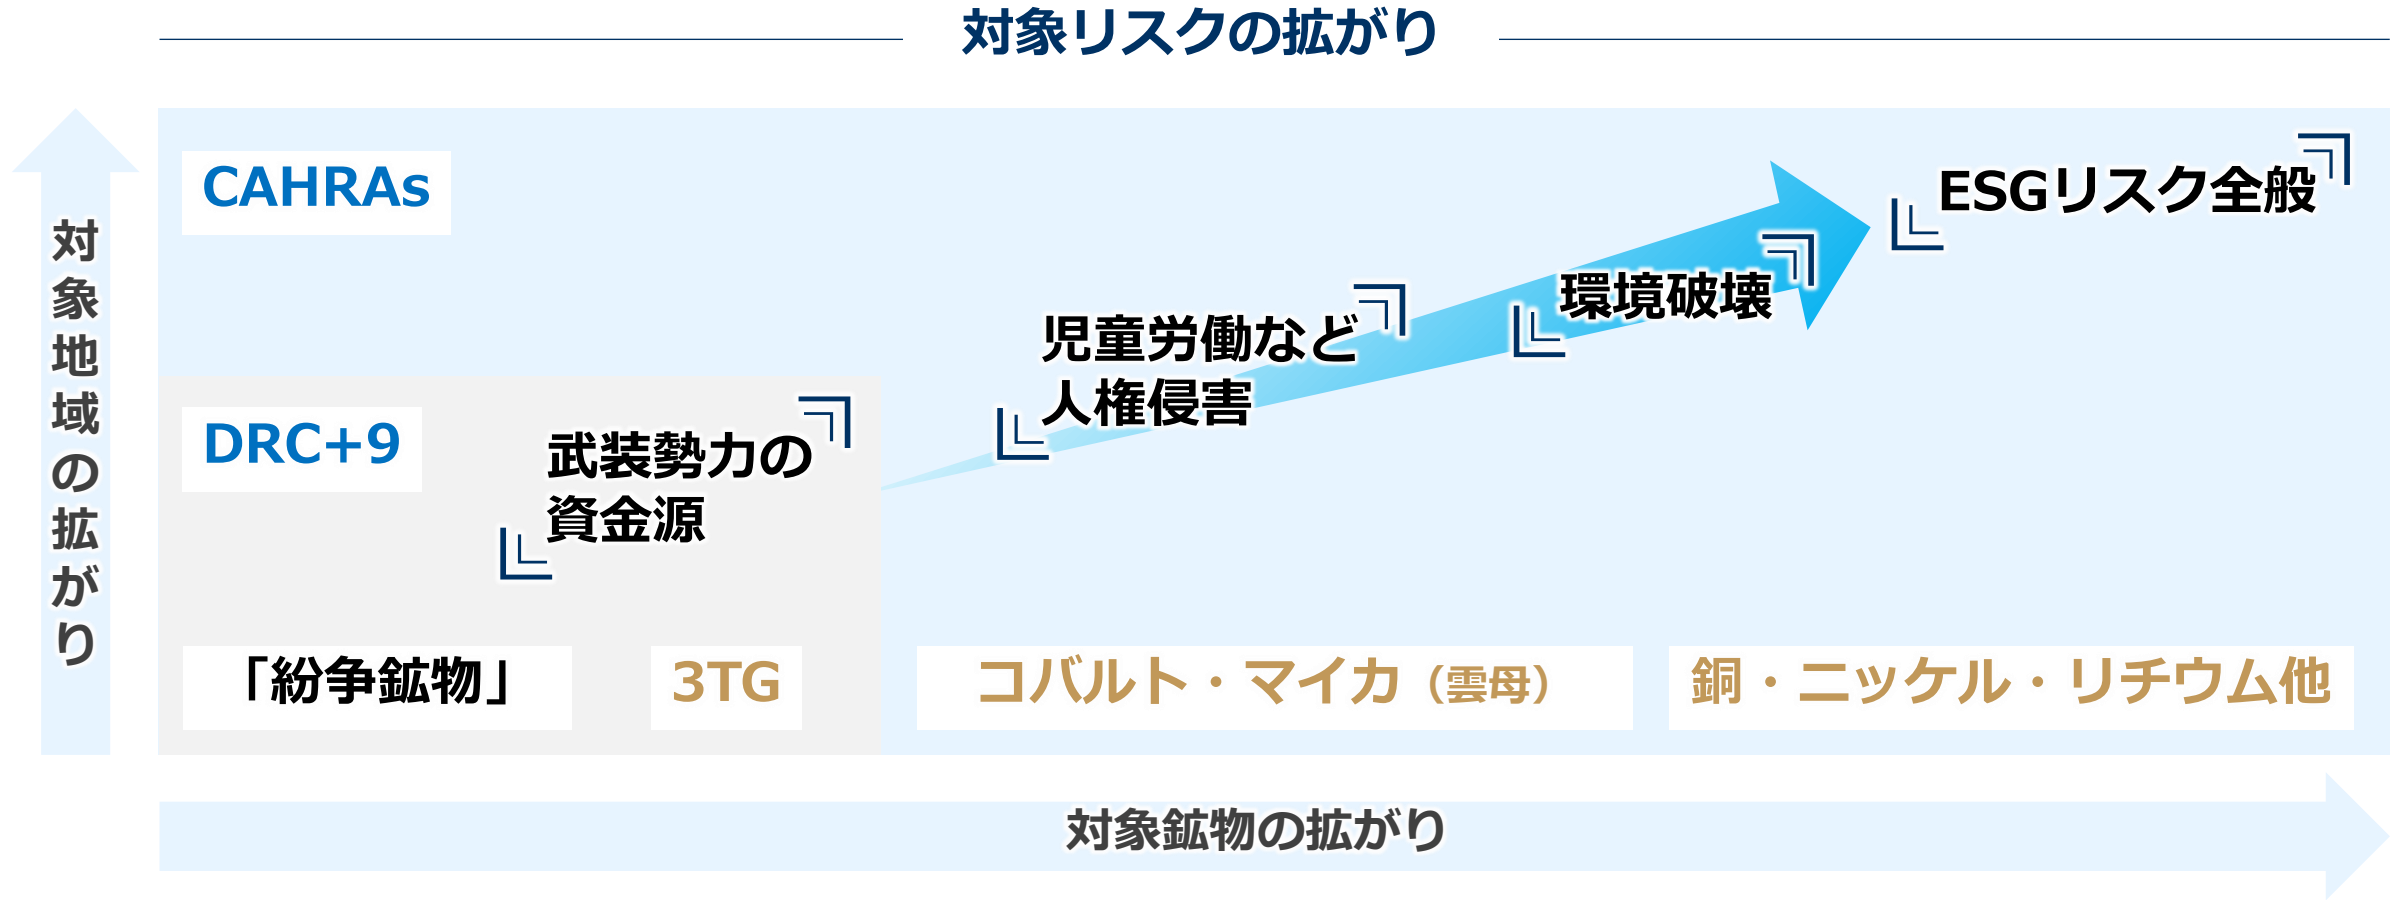 対象リスクの拡がり
対象地域の拡がり
CAHRAs
ESGリスク全般
環境破壊
児童労働など
人権侵害
DRC+9
武装勢力の
資金源
「紛争鉱物」
3TG
コバルト・マイカ（雲母）
銅・ニッケル・リチウム他
対象鉱物の拡がり